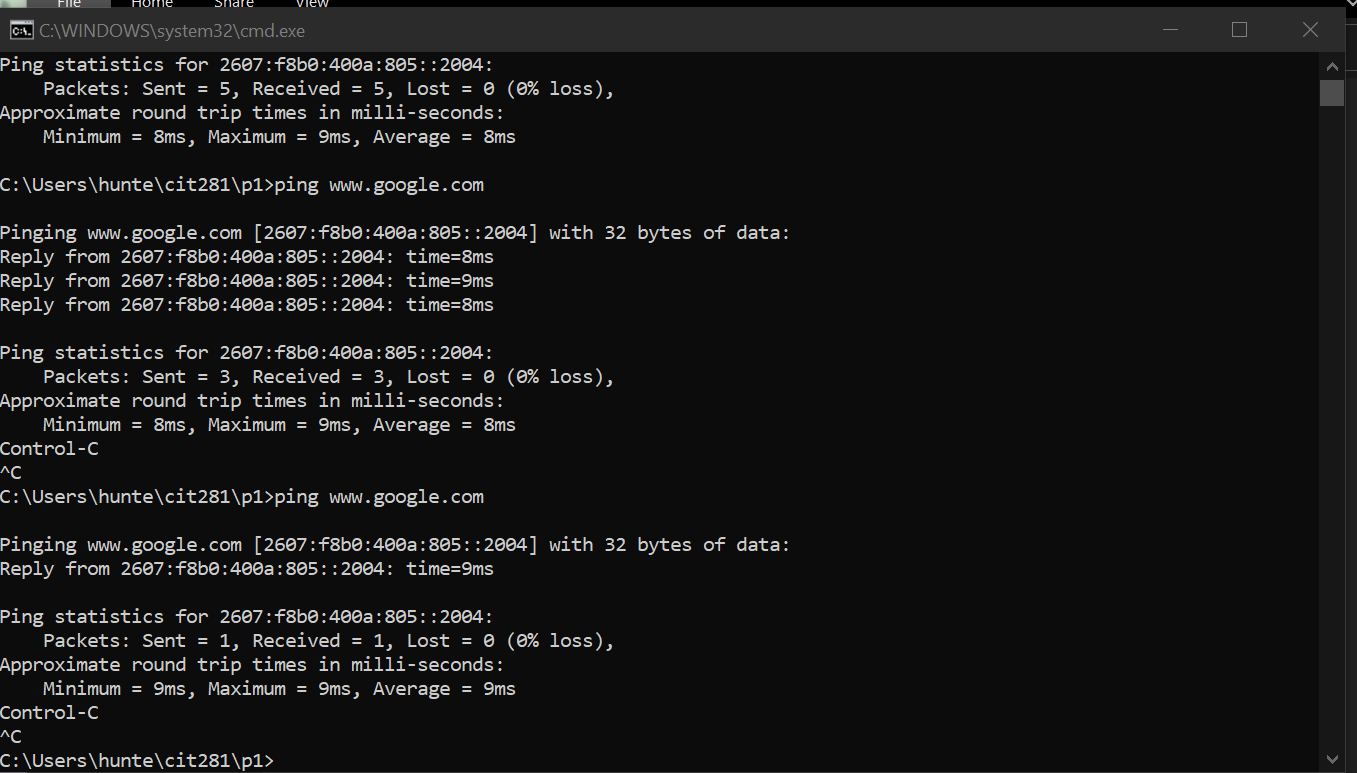 File Home Share View
C:\WINDOWS\system32\cmd.exe
Ping statistics for 2607:f8b0:400a:805::2004:
    Packets: Sent = 5, Received = 5, Lost = 0 (0% loss),
Approximate round trip times in milli-seconds:
    Minimum = 8ms, Maximum = 9ms, Average = 8ms
C:\Users\hunte\cit281\p1>ping www.google.com
Pinging www.google.com [2607:f8b0:400a:805::2004] with 32 bytes of data:
Reply from 2607:f8b0:400a:805::2004: time=8ms
Reply from 2607:f8b0:400a:805::2004: time=9ms
Reply from 2607:f8b0:400a:805::2004: time=8ms
Ping statistics for 2607:f8b0:400a:805::2004:
    Packets: Sent = 3, Received = 3, Lost = 0 (0% loss),
Approximate round trip times in milli-seconds:
    Minimum = 8ms, Maximum = 9ms, Average = 8ms
Control-C
^C
C:\Users\hunte\cit281\p1>ping www.google.com
Pinging www.google.com [2607:f8b0:400a:805::2004] with 32 bytes of data:
Reply from 2607:f8b0:400a:805::2004: time=9ms
Ping statistics for 2607:f8b0:400a:805::2004:
    Packets: Sent = 1, Received = 1, Lost = 0 (0% loss),
Approximate round trip times in milli-seconds:
    Minimum = 9ms, Maximum = 9ms, Average = 9ms
Control-C
^C
C:\Users\hunte\cit281\p1>